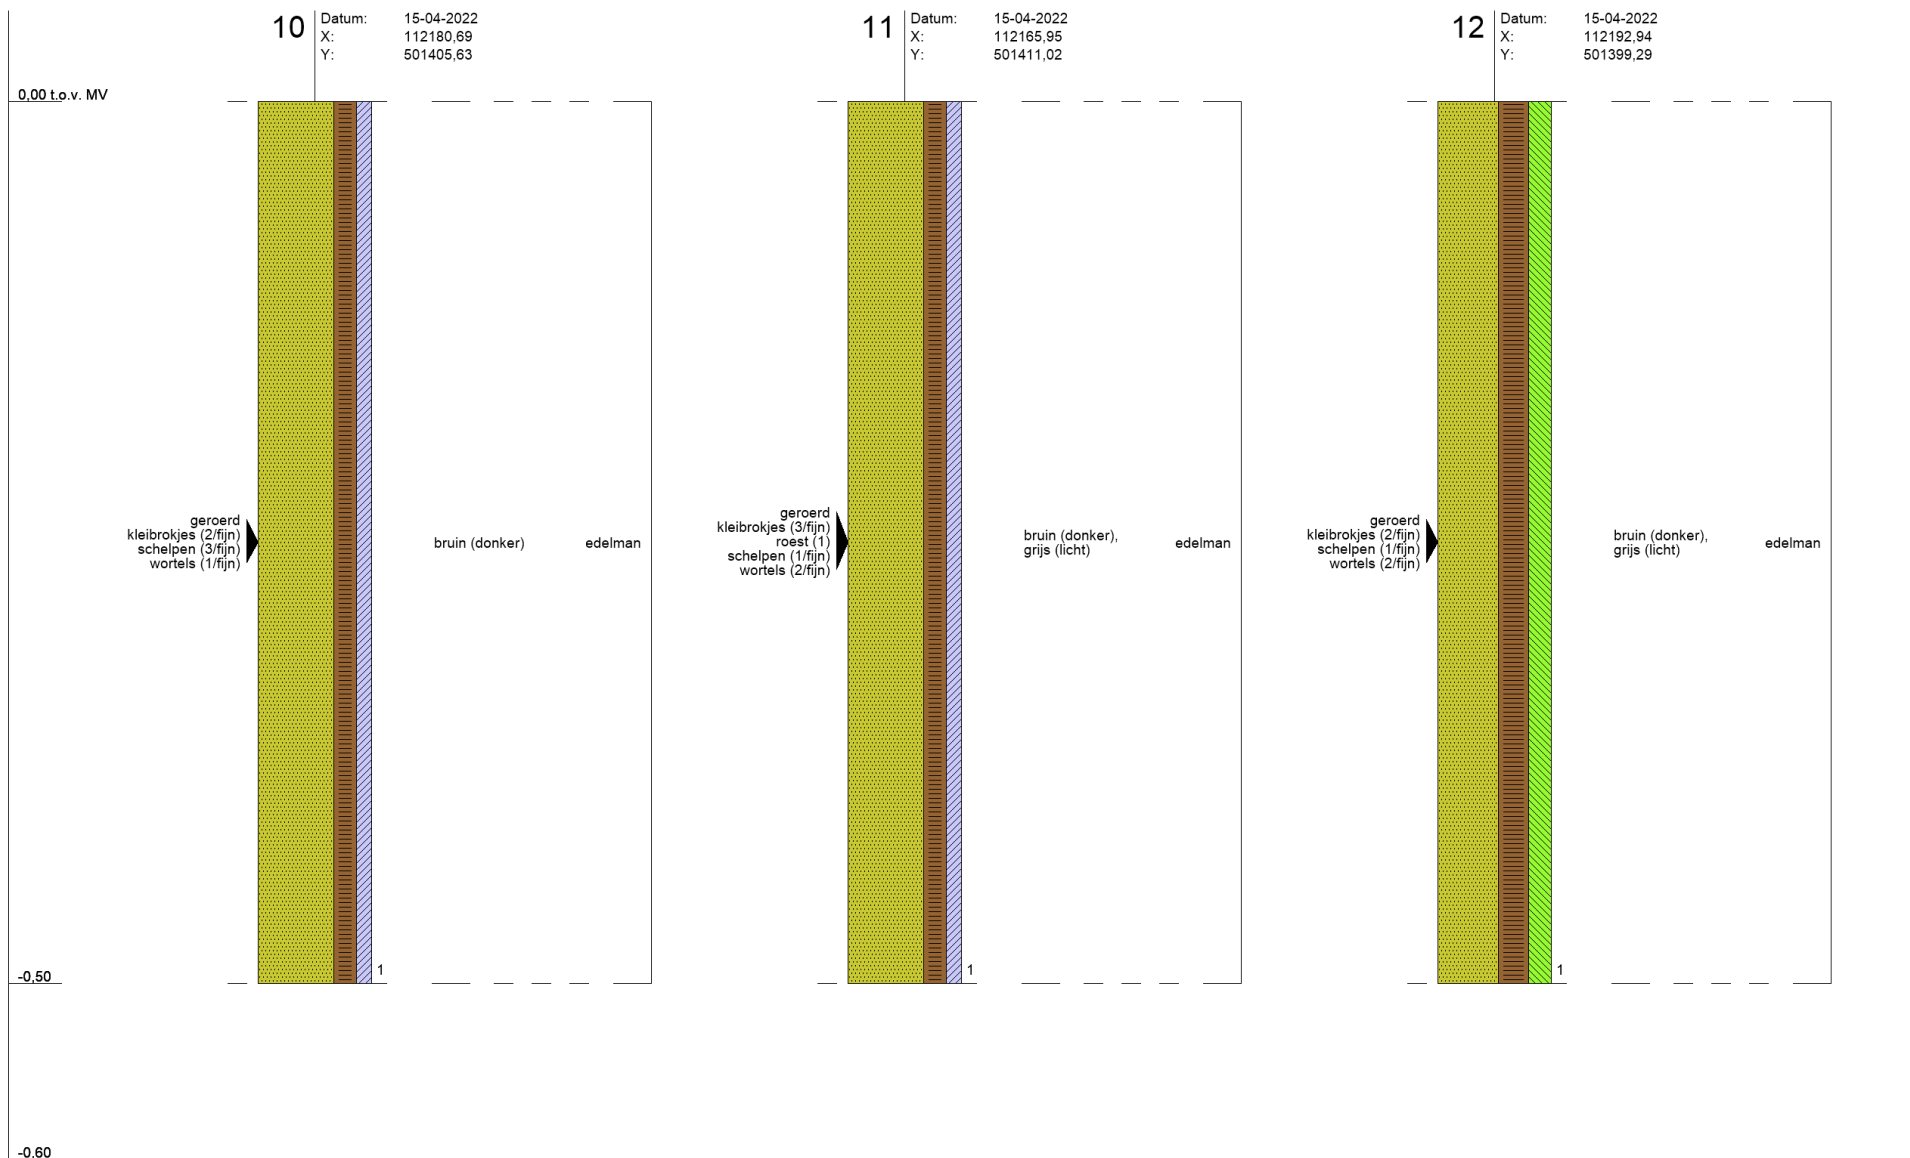 10
Datum: 15-04-2022
X: 112180,69
Y: 501405,63
11
Datum: 15-04-2022
X: 112165,95
Y: 501411,02
12
Datum: 15-04-2022
X: 112192,94
Y: 501399,29
0,00 t.o.v. MV
geroerd
kleibrokjes (2/fijn)
schelpen (3/fijn)
wortels (1/fijn)
bruin (donker)
edelman
1
geroerd
kleibrokjes (3/fijn)
roest (1)
schelpen (1/fijn)
wortels (2/fijn)
bruin (donker),
grijs (licht)
edelman
1
geroerd
kleibrokjes (2/fijn)
schelpen (1/fijn)
wortels (2/fijn)
bruin (donker),
grijs (licht)
edelman
1
-0,50
-0,60